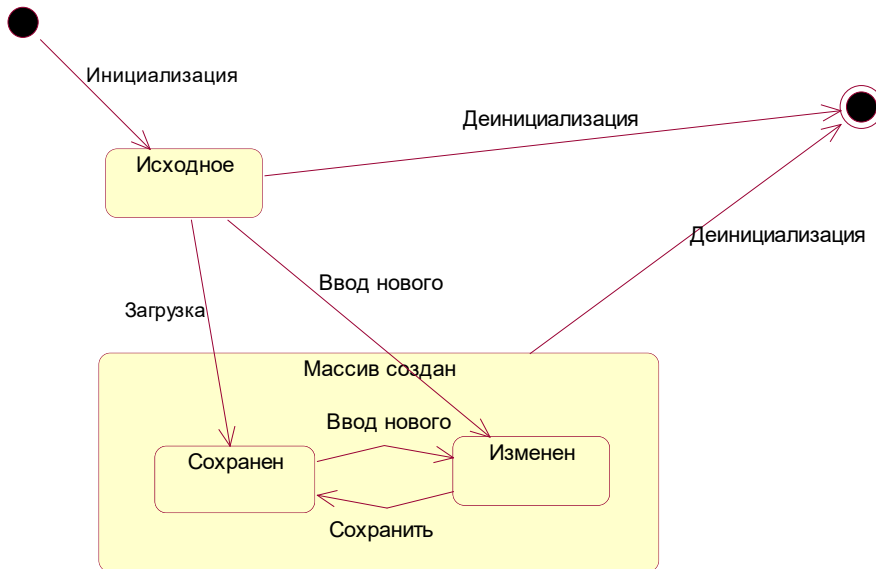 Инициализация
Деинициализация
Исходное
Деинициализация
Ввод нового
Загрузка
Массив создан
Ввод нового
Сохранен
Изменен
Сохранить